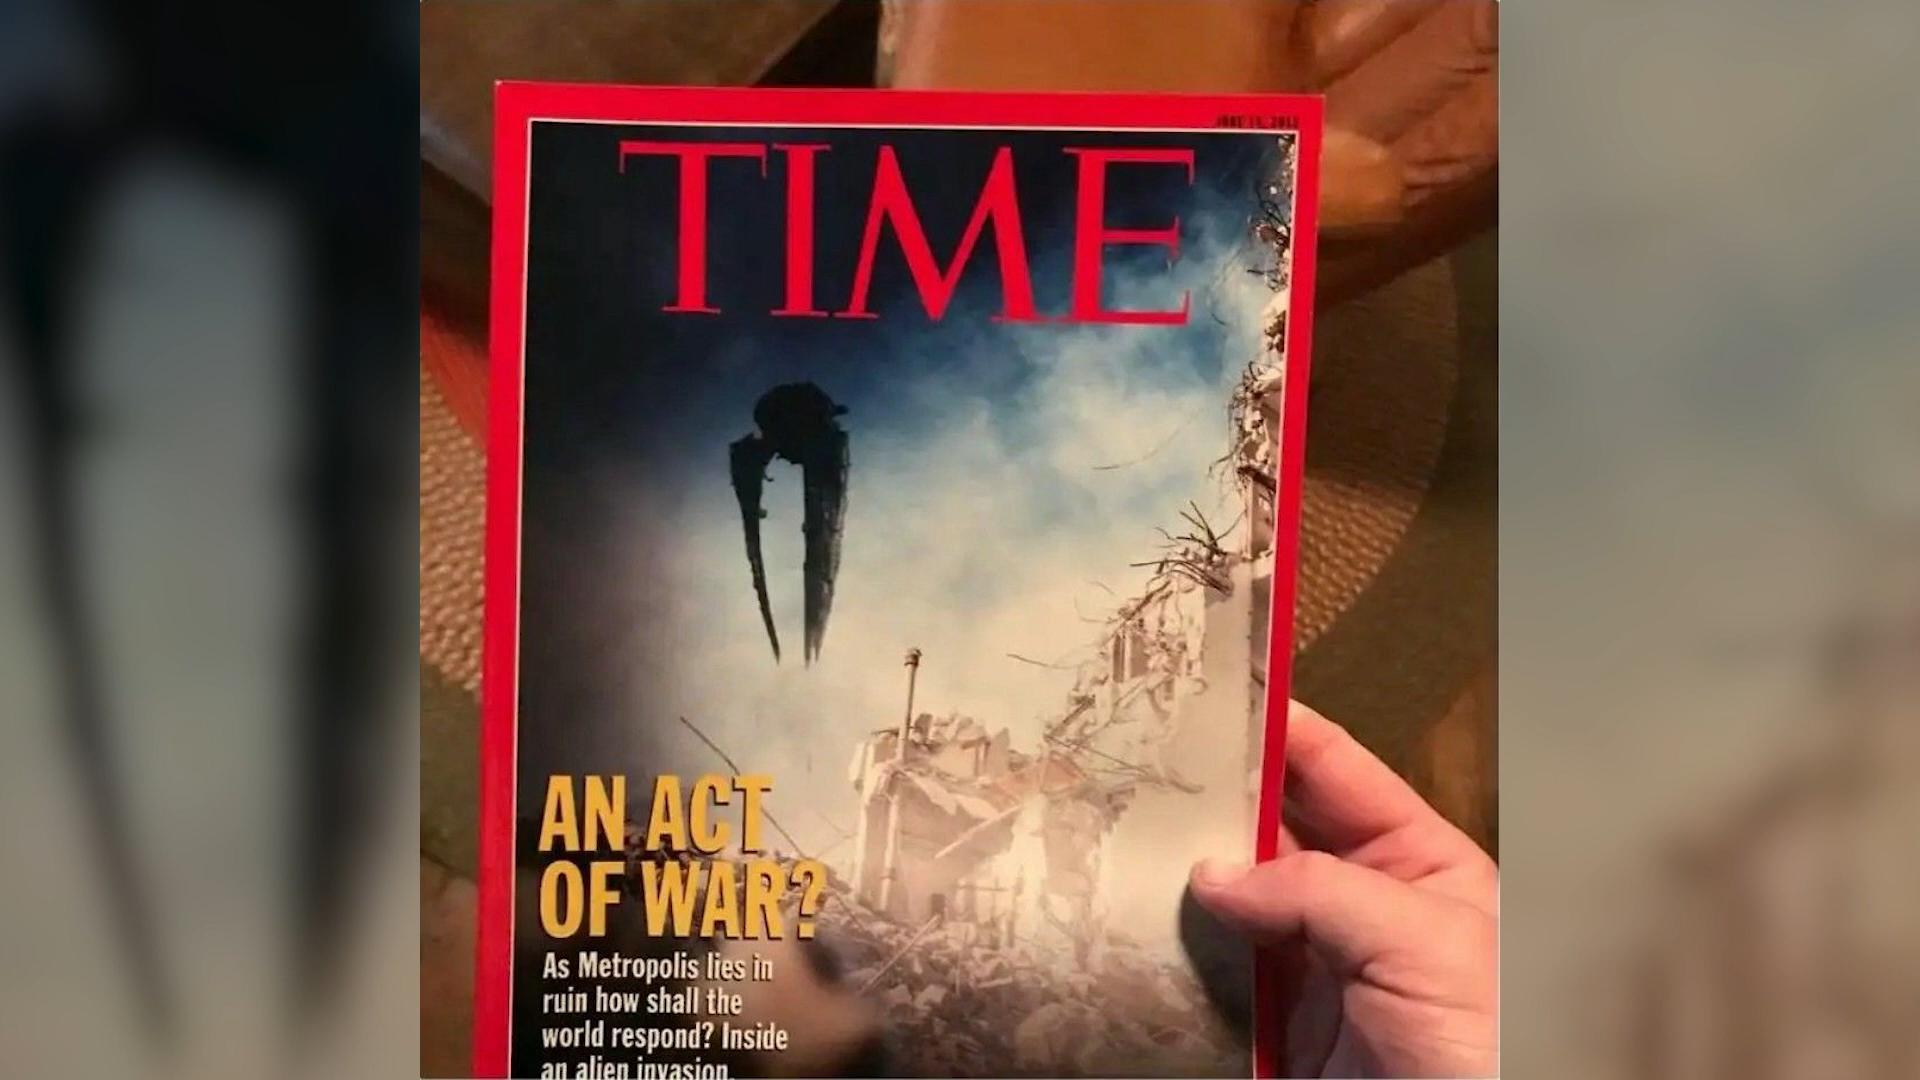 TIME
AN ACT
OF WAR?
As Metropolis lies in
ruin how shall the
world respond? Inside
an alien invasion.